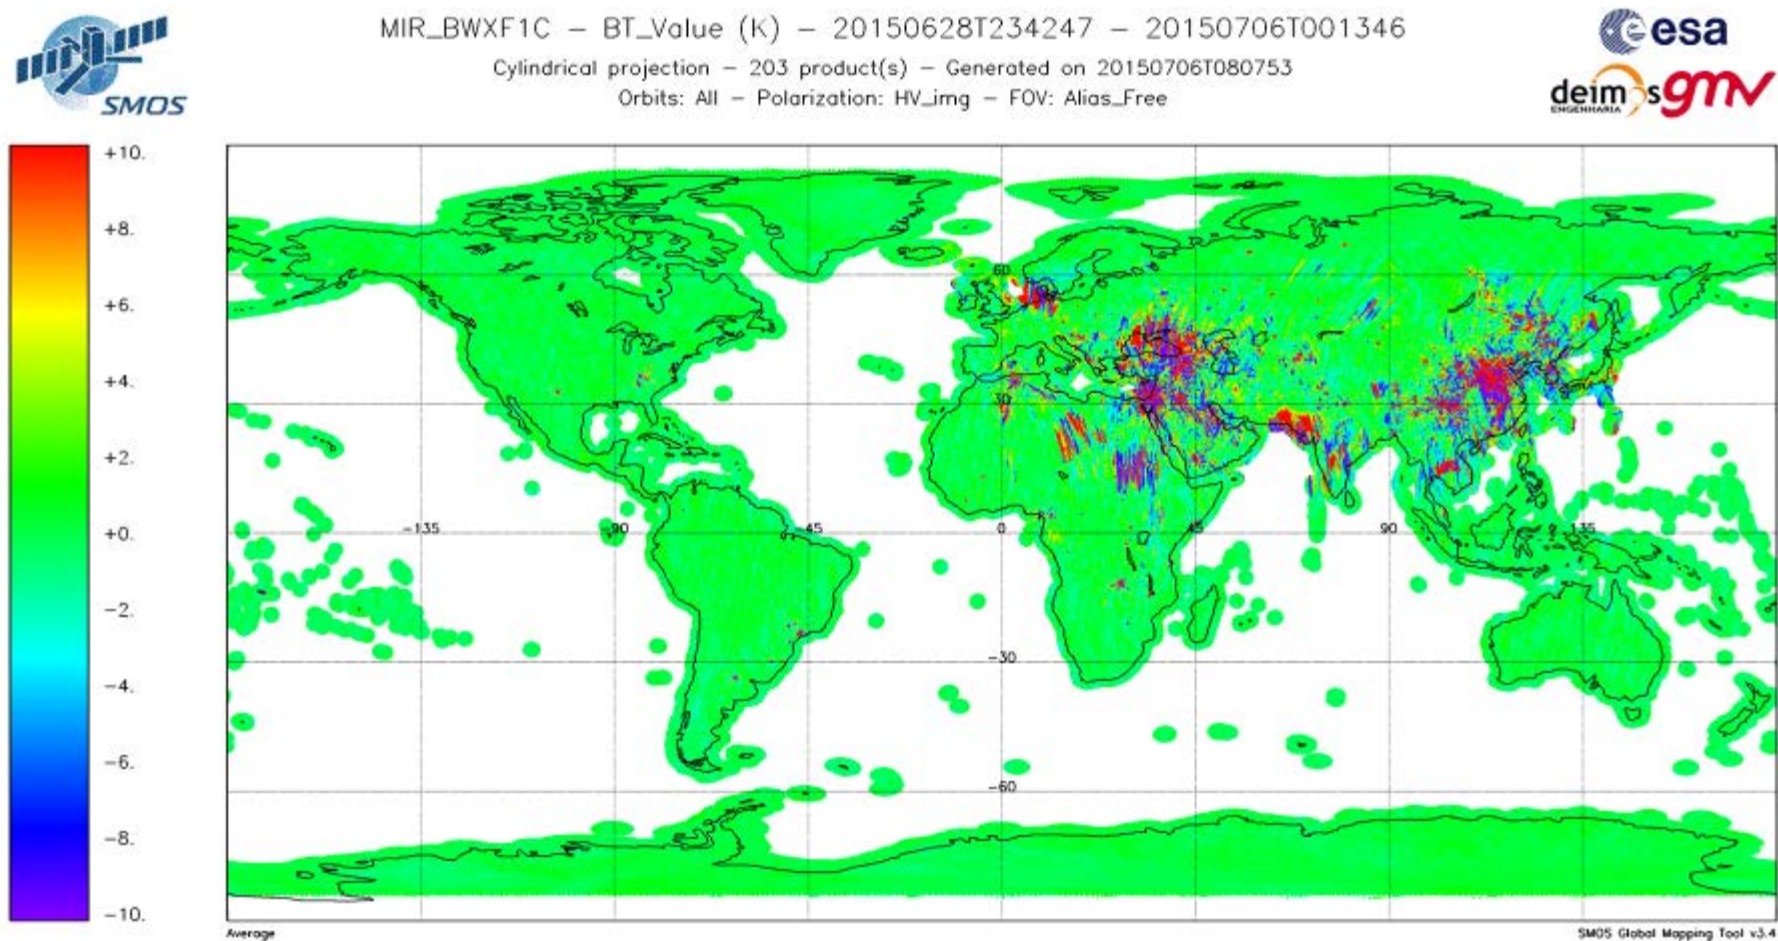 MIR_BWXF1C – BT_Value (K) – 20150628T234247 – 20150706T001346
Cylindrical projection – 203 product(s) – Generated on 20150706T080753
Orbits: All – Polarization: HV_img – FOV: Alias_Free
SMOS
esa
deimos
ENGENHARIA
gmv
+10.
+8.
+6.
+4.
+2.
+0.
−2.
−4.
−6.
−8.
−10.
60
30
−135
−90
−45
0
45
90
135
−30
−60
Average
SMOS Global Mapping Tool v3.4